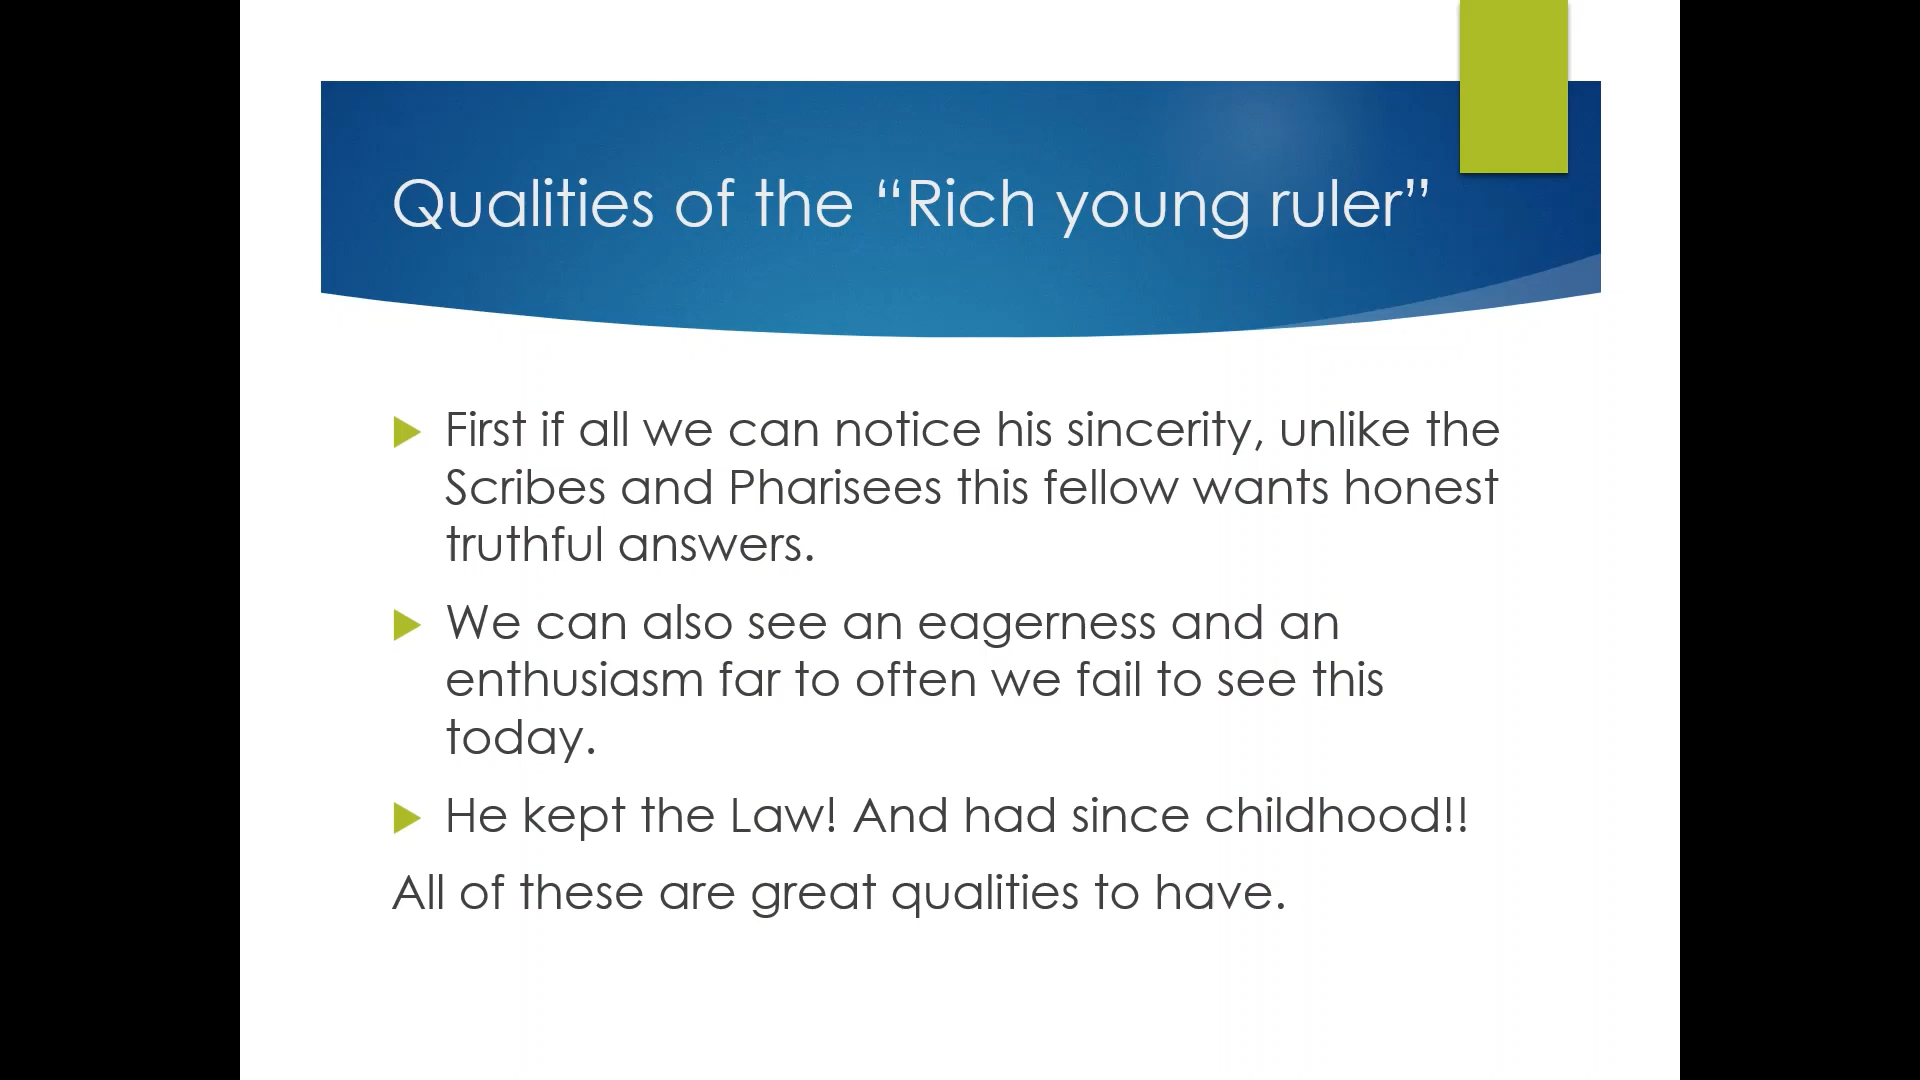 Qualities of the “Rich young ruler”
First if all we can notice his sincerity, unlike the
Scribes and Pharisees this fellow wants honest
truthful answers.
We can also see an eagerness and an
enthusiasm far to often we fail to see this
today.
He kept the Law! And had since childhood!!
All of these are great qualities to have.